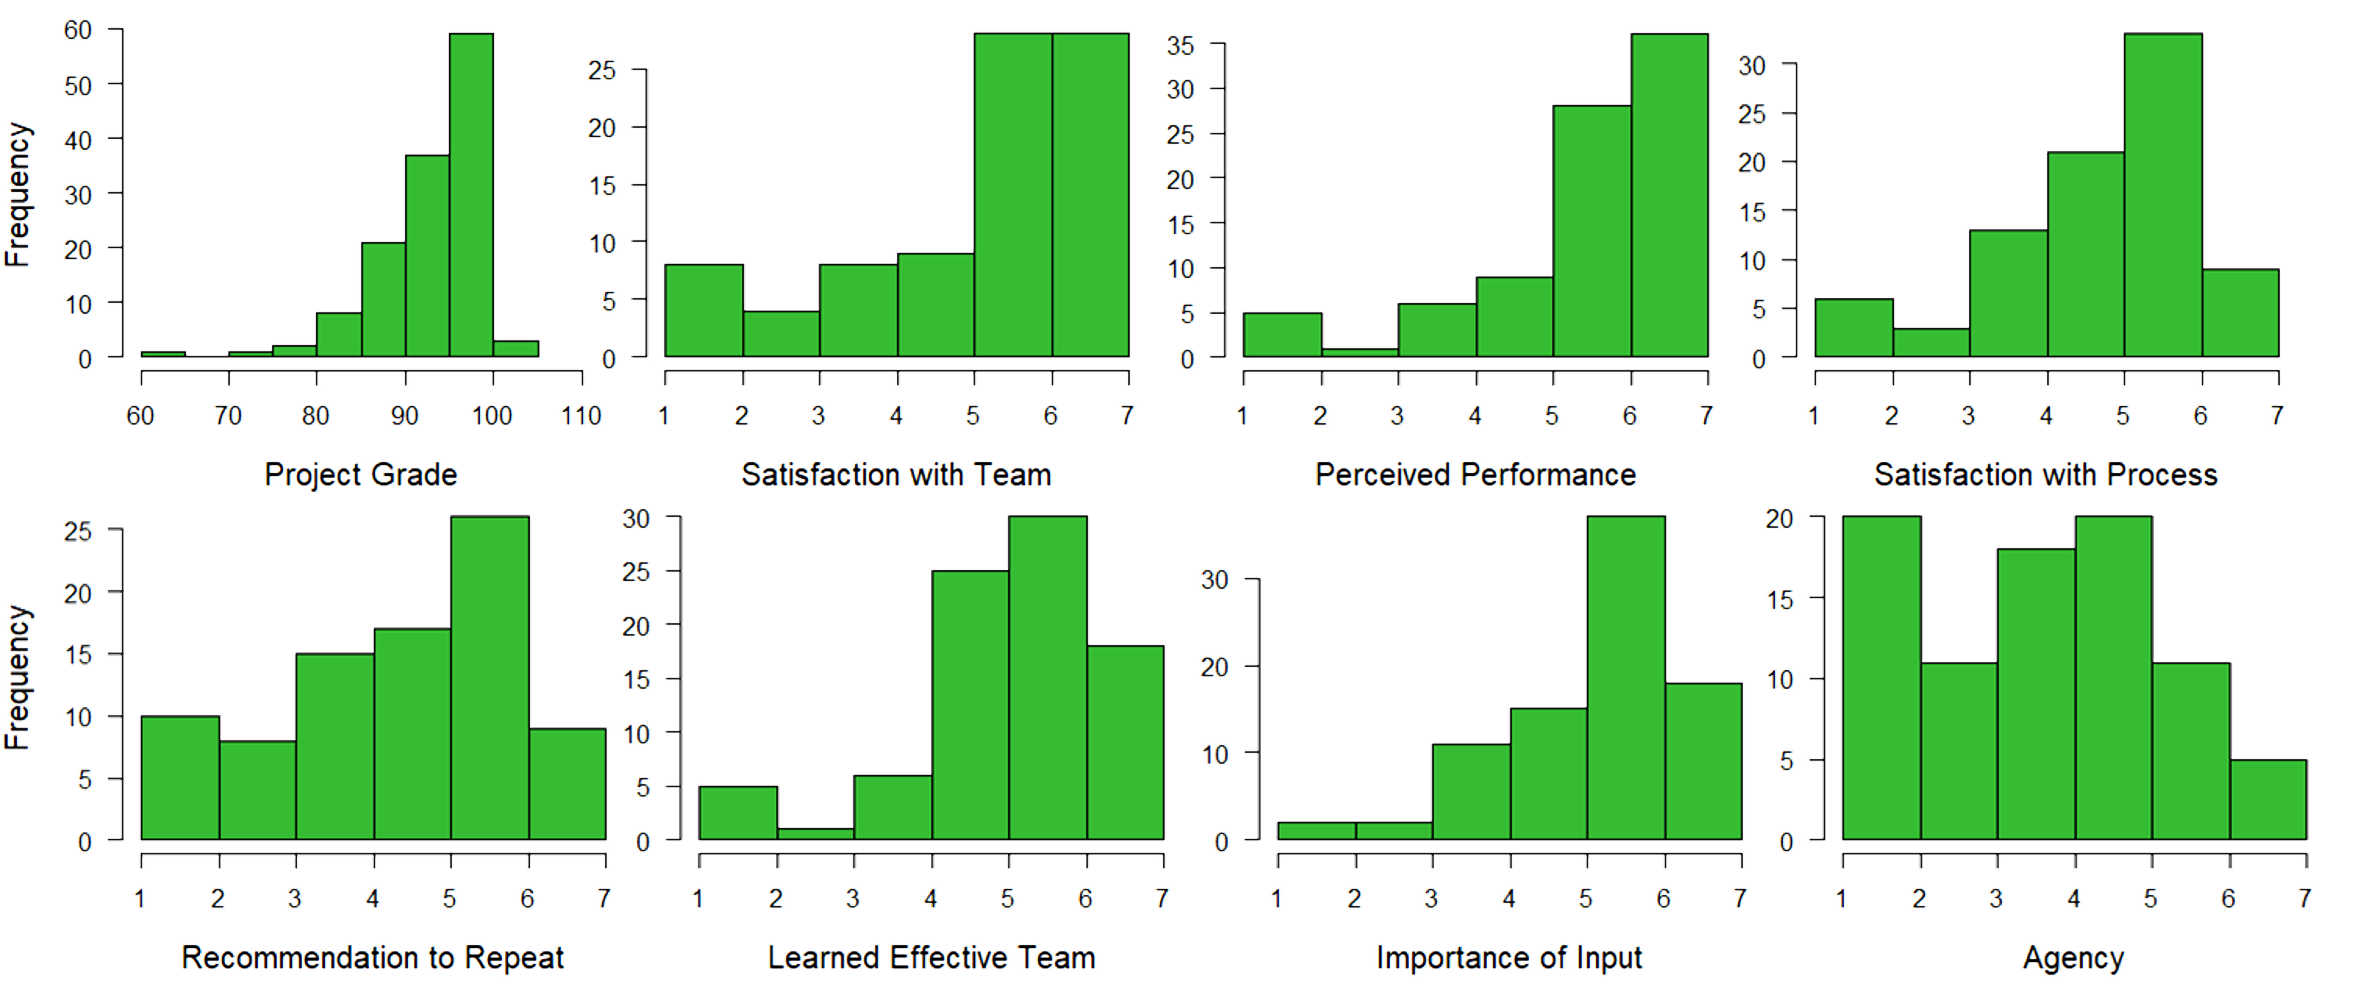 Frequency
60
50
40
30
20
10
0
60 70 80 90 100 110
Project Grade
25
20
15
10
5
0
1 2 3 4 5 6 7
Satisfaction with Team
35
30
25
20
15
10
5
0
1 2 3 4 5 6 7
Perceived Performance
30
25
20
15
10
5
0
1 2 3 4 5 6 7
Satisfaction with Process
Frequency
25
20
15
10
5
0
1 2 3 4 5 6 7
Recommendation to Repeat
30
25
20
15
10
5
0
1 2 3 4 5 6 7
Learned Effective Team
30
20
10
0
1 2 3 4 5 6 7
Importance of Input
20
15
10
5
0
1 2 3 4 5 6 7
Agency